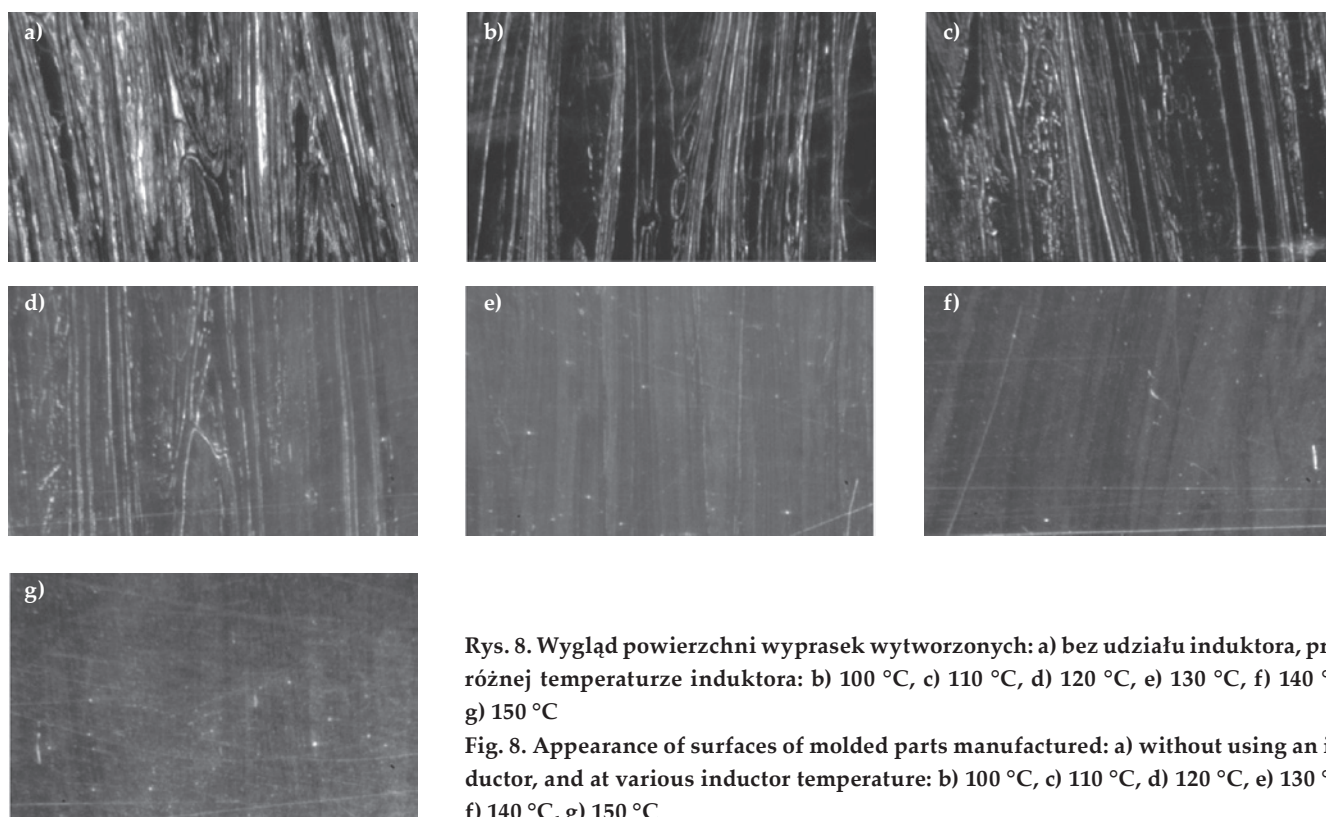 a)
b)
c)
d)
e)
f)
g)
Rys. 8. Wygląd powierzchni wyprasek wytworzonych: a) bez udziału induktora,
różnej temperaturze induktora: b) 100 °C, c) 110 °C, d) 120 °C, e) 130 °C, f) 140
g) 150 °C
Fig. 8. Appearance of surfaces of molded parts manufactured: a) without using an
ductor, and at various inductor temperature: b) 100 °C, c) 110 °C, d) 120 °C, e) 130
f) 140 °C, g) 150 °C